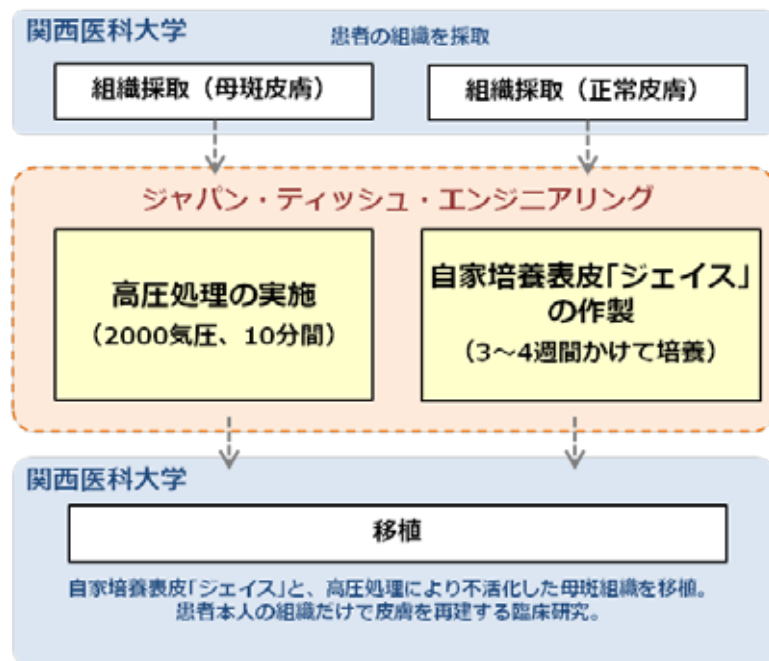 関西医科大学
患者の組織を採取
組織採取（母斑皮膚）
組織採取（正常皮膚）
ジャパン・ティッシュ・エンジニアリング
高圧処理の実施
（2000気圧、10分間）
自家培養表皮「ジェイス」
の作製
（3～4週間かけて培養）
関西医科大学
移植
自家培養表皮「ジェイス」と、高圧処理により不活化した母斑組織を移植。
患者本人の組織だけで皮膚を再建する臨床研究。